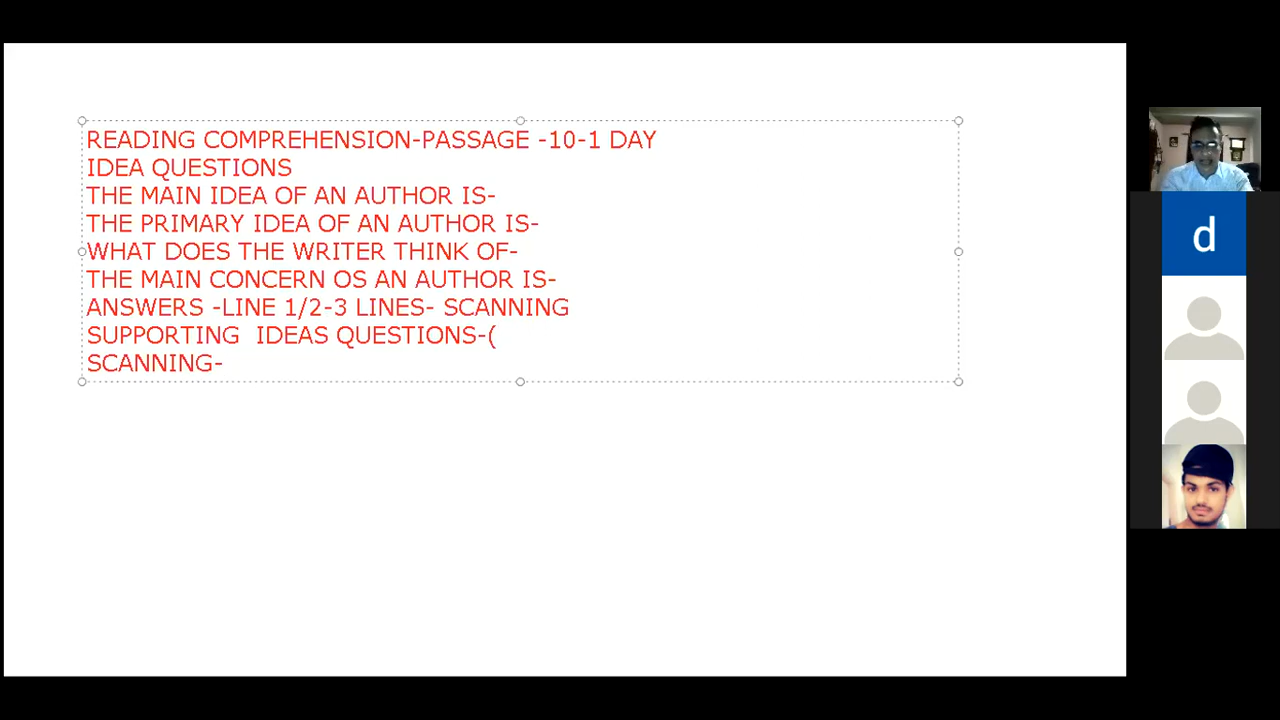 READING COMPREHENSION-PASSAGE -10-1 DAY
IDEA QUESTIONS
THE MAIN IDEA OF AN AUTHOR IS-
THE PRIMARY IDEA OF AN AUTHOR IS-
WHAT DOES THE WRITER THINK OF-
THE MAIN CONCERN OS AN AUTHOR IS-
ANSWERS -LINE 1/2-3 LINES- SCANNING
SUPPORTING  IDEAS QUESTIONS-(
SCANNING-
d